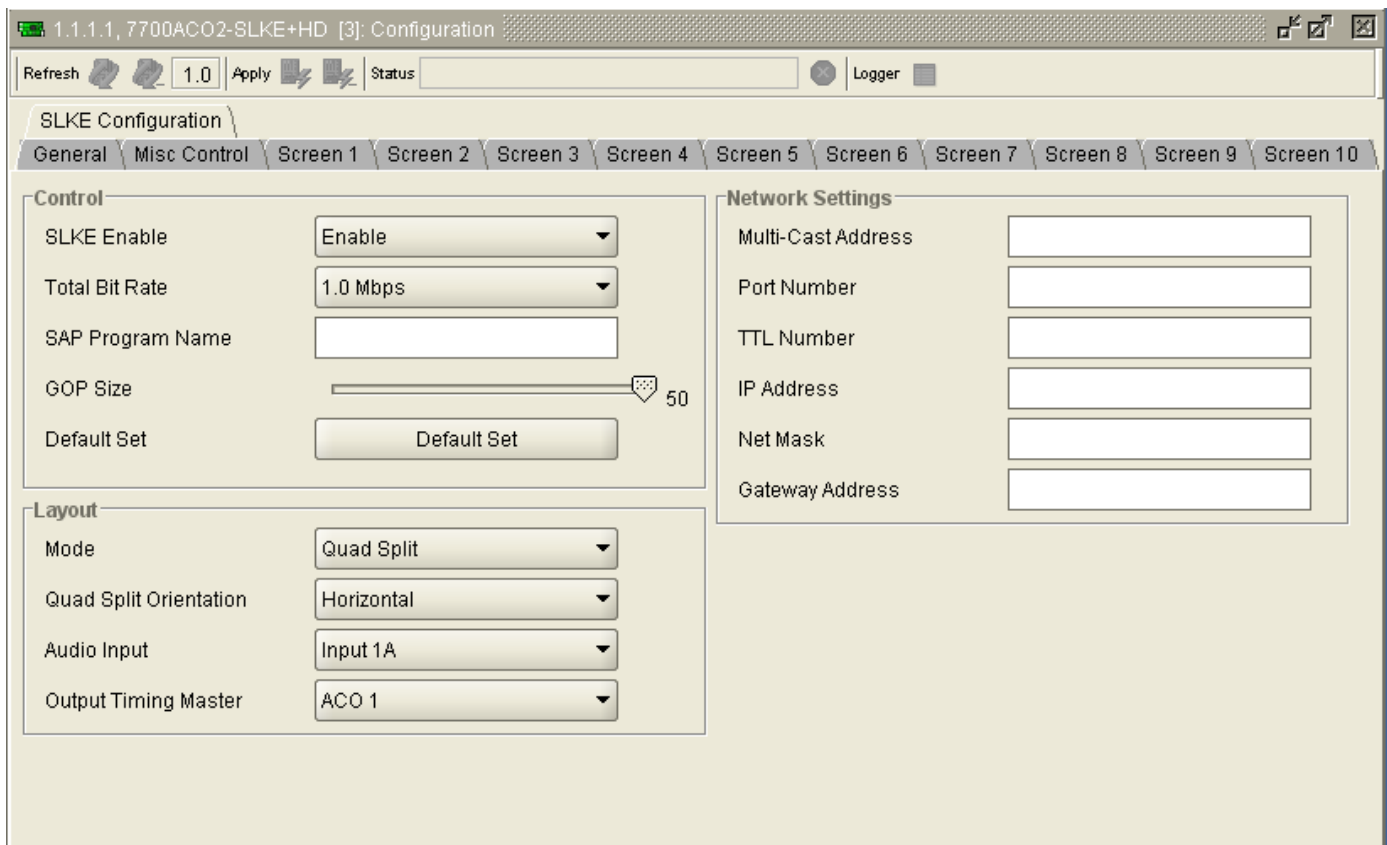 1.1.1.1, 7700ACO2-SLKE+HD [3]: Configuration
Refresh 1.0 Apply Status Logger
SLKE Configuration
General Misc Control Screen 1 Screen 2 Screen 3 Screen 4 Screen 5 Screen 6 Screen 7 Screen 8 Screen 9 Screen 10
Control
SLKE Enable Enable
Total Bit Rate 1.0 Mbps
SAP Program Name
GOP Size 50
Default Set Default Set
Layout
Mode Quad Split
Quad Split Orientation Horizontal
Audio Input Input 1A
Output Timing Master ACO 1
Network Settings
Multi-Cast Address
Port Number
TTL Number
IP Address
Net Mask
Gateway Address